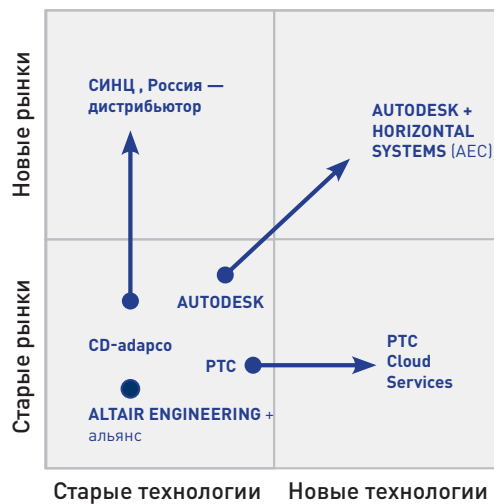 Новые рынки
СИНЦ , Россия —
дистрибьютор
AUTODESK +
HORIZONTAL
SYSTEMS (AEC)
Старые рынки
AUTODESK
CD-adapco
PTC
PTC
Cloud
Services
ALTAIR ENGINEERING +
альянс
Старые технологии
Новые технологии